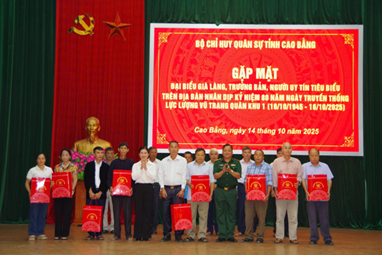 BỘ CHỈ HUY QUÂN SỰ TỈNH CAO BẰNG
GẶP MẶT
ĐẠI BIỂU GIÀ LÀNG, TRƯỞNG BẢN, NGƯỜI UY TÍN TIÊU BIỂU
TRÊN ĐỊA BÀN NHÂN DỊP KỶ NIỆM 80 NĂM NGÀY TRUYỀN THỐNG
LỰC LƯỢNG VŨ TRANG QUÂN KHU 1 (16/10/1945 - 16/10/2025)
Cao Bằng, ngày 14 tháng 10 năm 2025